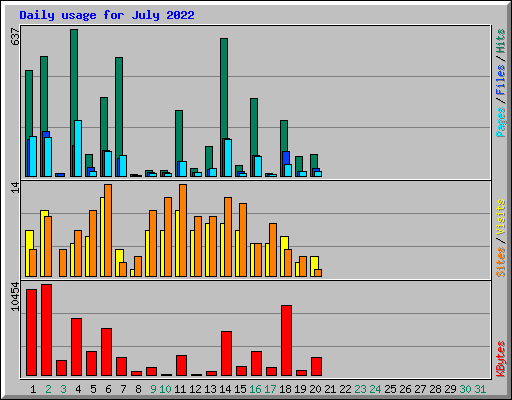 Daily usage for July 2022
637
Pages / Files / Hits
14
Sites / Visits
10454
KBytes
1 2 3 4 5 6 7 8 9 10 11 12 13 14 15 16 17 18 19 20 21 22 23 24 25 26 27 28 29 30 31